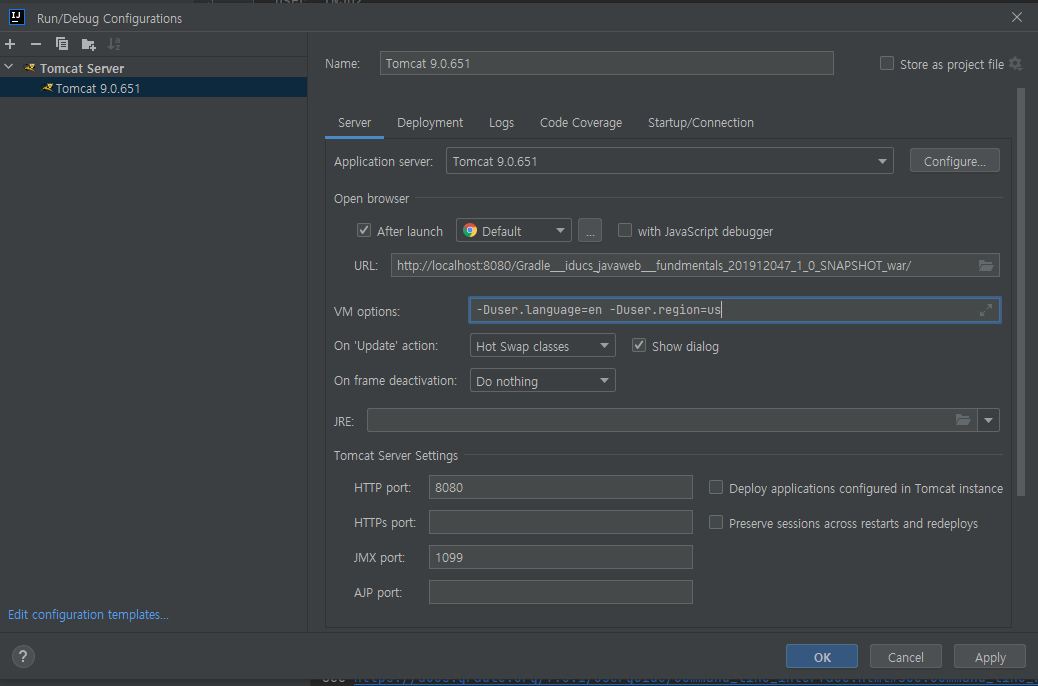 Run/Debug Configurations
Tomcat Server
Tomcat 9.0.651
Edit configuration templates...
Name: Tomcat 9.0.651 Store as project file
Server Deployment Logs Code Coverage Startup/Connection
Application server: Tomcat 9.0.651 Configure...
Open browser
After launch Default ... with JavaScript debugger
URL: http://localhost:8080/Gradle__iducs_javaweb__fundmentals_201912047_1_0_SNAPSHOT_war/
VM options: -Duser.language=en -Duser.region=us
On 'Update' action: Hot Swap classes Show dialog
On frame deactivation: Do nothing
JRE:
Tomcat Server Settings
HTTP port: 8080 Deploy applications configured in Tomcat instance
HTTPs port: Preserve sessions across restarts and redeploys
JMX port: 1099
AJP port:
? OK Cancel Apply